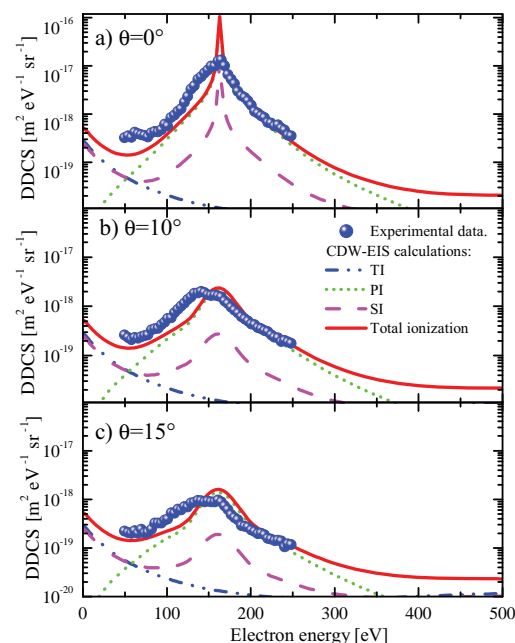 a) θ=0°
10⁻¹⁶
10⁻¹⁷
10⁻¹⁸
10⁻¹⁹
DDCS [m² eV⁻¹ sr⁻¹]
b) θ=10°
Experimental data.
CDW-EIS calculations:
TI
PI
SI
Total ionization
10⁻¹⁷
10⁻¹⁸
10⁻¹⁹
DDCS [m² eV⁻¹ sr⁻¹]
c) θ=15°
10⁻¹⁷
10⁻¹⁸
10⁻¹⁹
10⁻²⁰
DDCS [m² eV⁻¹ sr⁻¹]
0 100 200 300 400 500
Electron energy [eV]